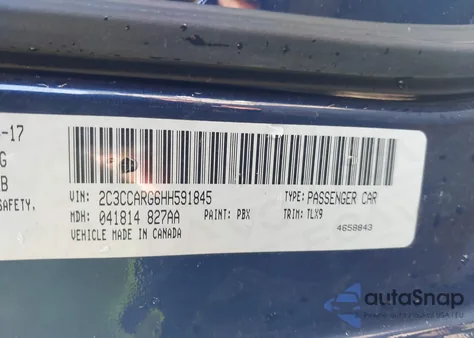 -17
G
B
SAFETY,
VIN: 2C3CCARG6HH591845
TYPE: PASSENGER CAR
MDH: 041814 827AA
PAINT: PBX
TRIM: TLX9
VEHICLE MADE IN CANADA
4658843
autoSnap